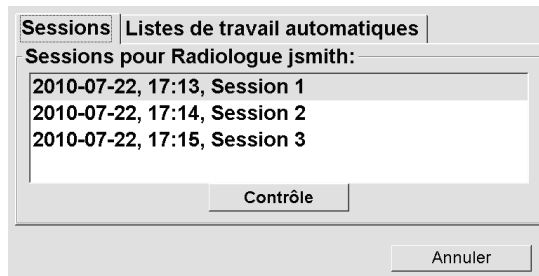 Sessions Listes de travail automatiques
Sessions pour Radiologue jsmith:
2010-07-22, 17:13, Session 1
2010-07-22, 17:14, Session 2
2010-07-22, 17:15, Session 3
Contrôle
Annuler